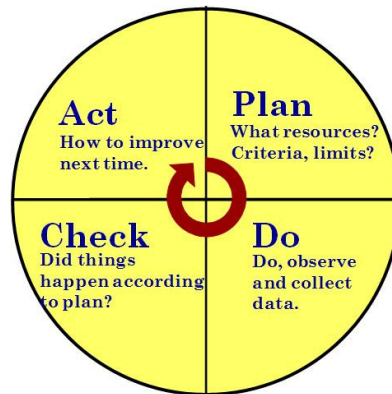 Act
How to improve
next time.
Plan
What resources?
Criteria, limits?
Check
Did things
happen according
to plan?
Do
Do, observe
and collect
data.